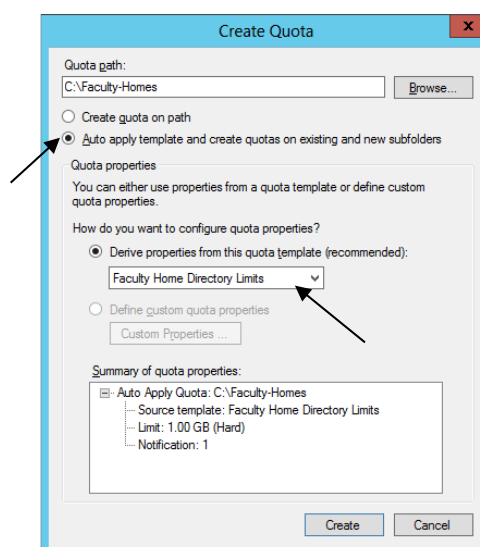 Create Quota
x
Quota path:
C:\Faculty-Homes
Browse...
Create quota on path
Auto apply template and create quotas on existing and new subfolders
Quota properties
You can either use properties from a quota template or define custom
quota properties.
How do you want to configure quota properties?
Derive properties from this quota template (recommended):
Faculty Home Directory Limits
Define custom quota properties
Custom Properties ...
Summary of quota properties:
Auto Apply Quota: C:\Faculty-Homes
Source template: Faculty Home Directory Limits
Limit: 1.00 GB (Hard)
Notification: 1
Create
Cancel